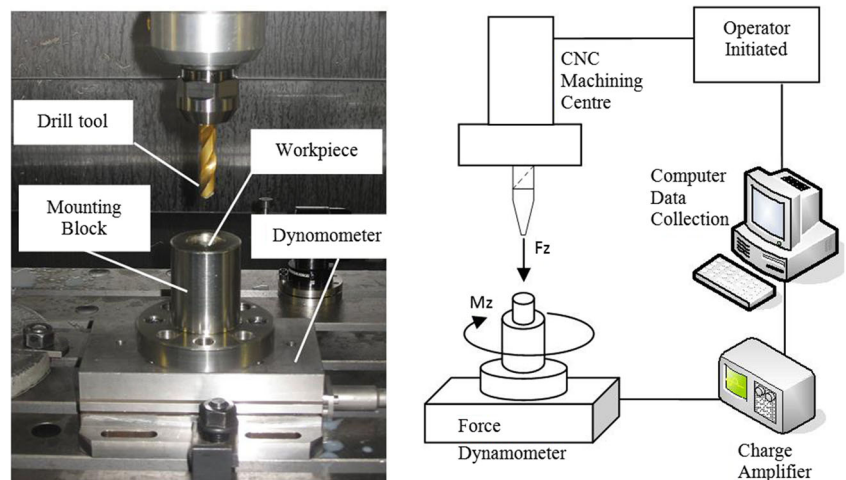 Drill tool
Workpiece
Mounting
Block
Dynomometer
Operator
Initiated
CNC
Machining
Centre
Computer
Data
Collection
Fz
Mz
Force
Dynamometer
Charge
Amplifier